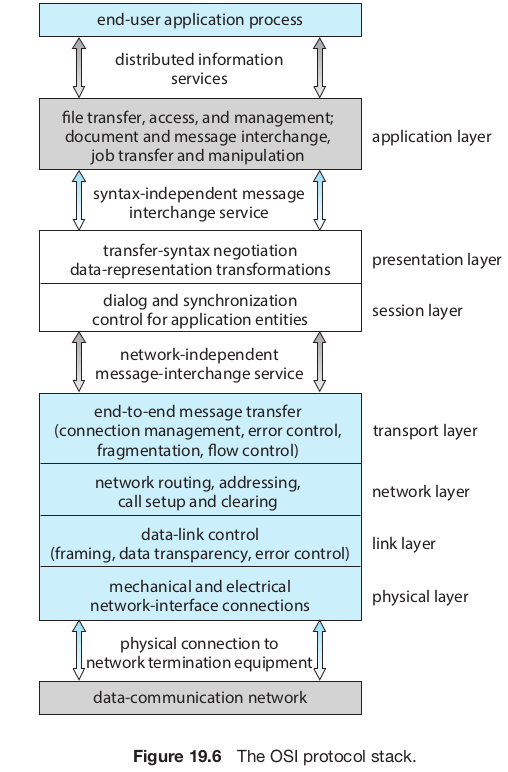 end-user application process
distributed information
services
file transfer, access, and management;
document and message interchange,
job transfer and manipulation
application layer
syntax-independent message
interchange service
transfer-syntax negotiation
data-representation transformations
presentation layer
dialog and synchronization
control for application entities
session layer
network-independent
message-interchange service
end-to-end message transfer
(connection management, error control,
fragmentation, flow control)
transport layer
network routing, addressing,
call setup and clearing
network layer
data-link control
(framing, data transparency, error control)
link layer
mechanical and electrical
network-interface connections
physical layer
physical connection to
network termination equipment
data-communication network
Figure 19.6 The OSI protocol stack.